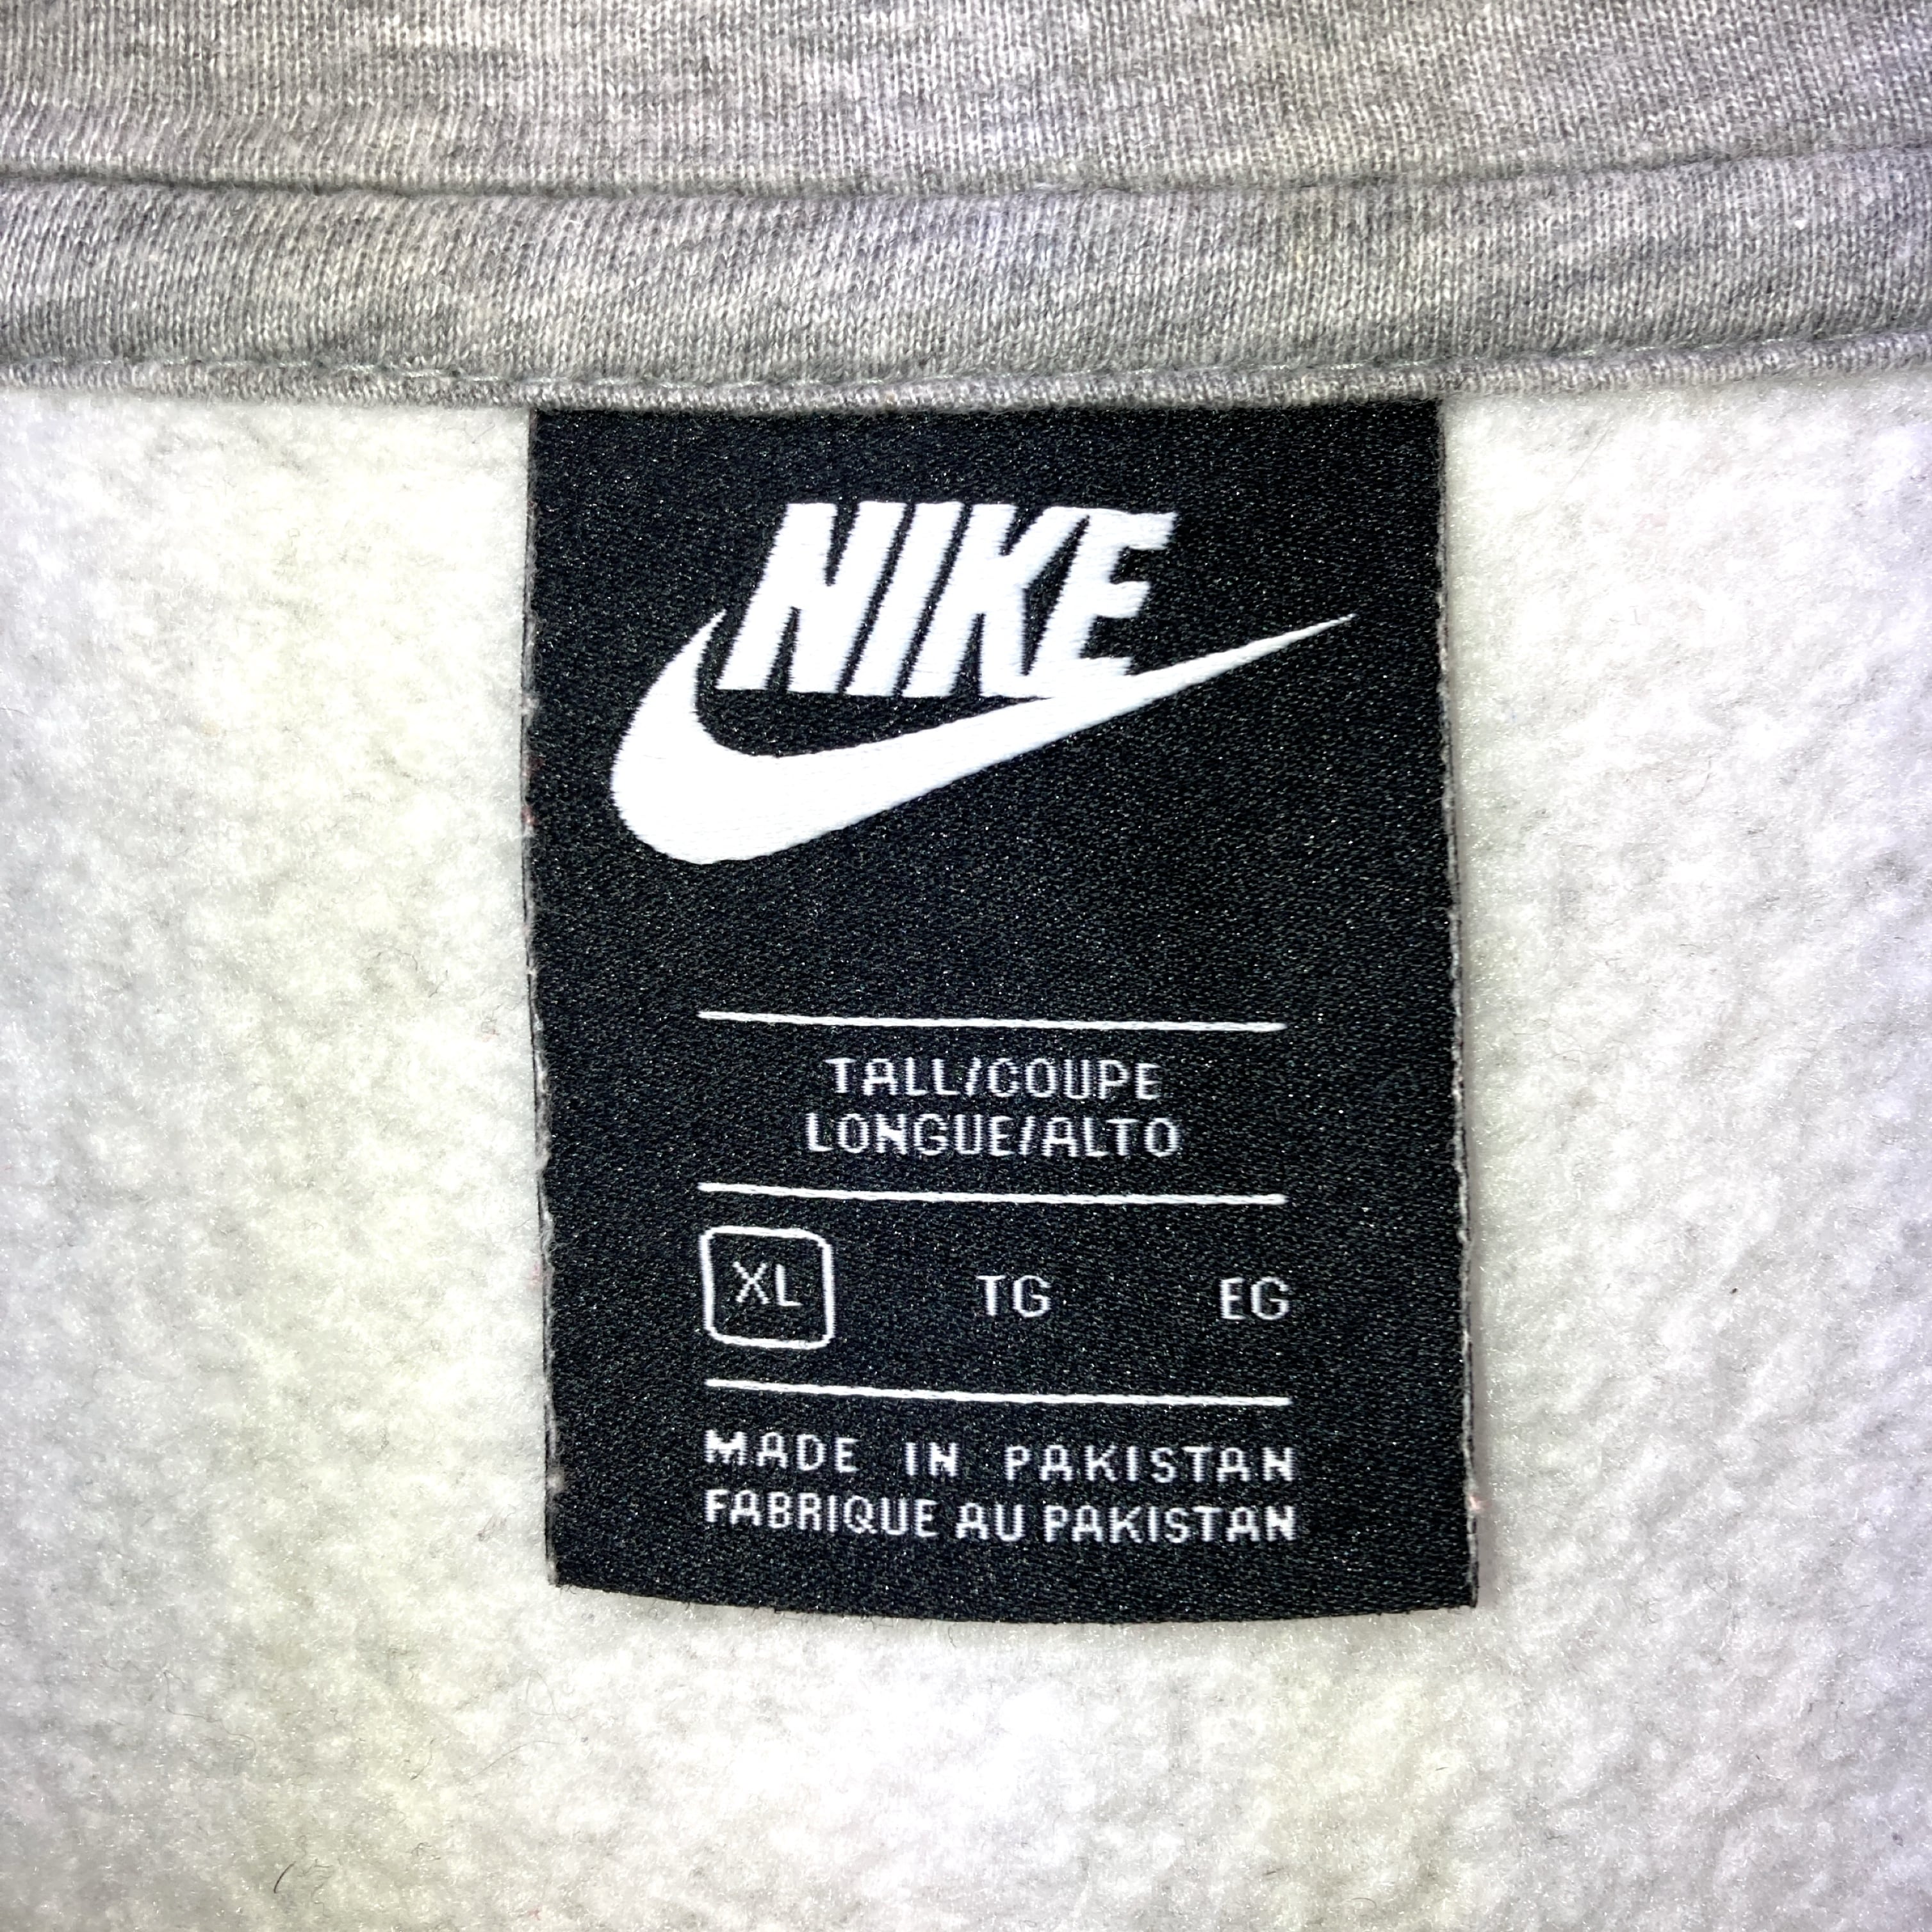 NIKE
TALL/COUPE
LONGUE/ALTO
XL TG EG
MADE IN PAKISTAN
FABRIQUE AU PAKISTAN